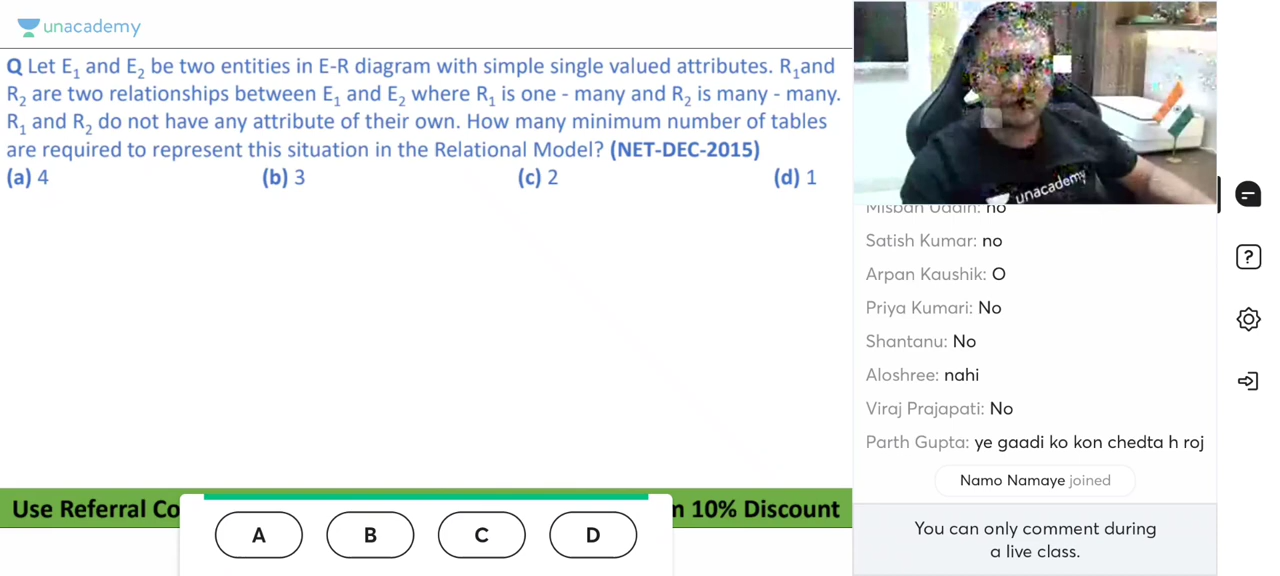 unacademy
Q Let E1 and E2 be two entities in E-R diagram with simple single valued attributes. R1and
R2 are two relationships between E1 and E2 where R1 is one - many and R2 is many - many.
R1 and R2 do not have any attribute of their own. How many minimum number of tables
are required to represent this situation in the Relational Model? (NET-DEC-2015)
(a) 4 (b) 3 (c) 2 (d) 1
unacademy
Misbah Uddin: no
Satish Kumar: no
Arpan Kaushik: O
Priya Kumari: No
Shantanu: No
Aloshree: nahi
Viraj Prajapati: No
Parth Gupta: ye gaadi ko kon chedta h roj
Namo Namaye joined
You can only comment during
a live class.
Use Referral Co
n 10% Discount
A B C D